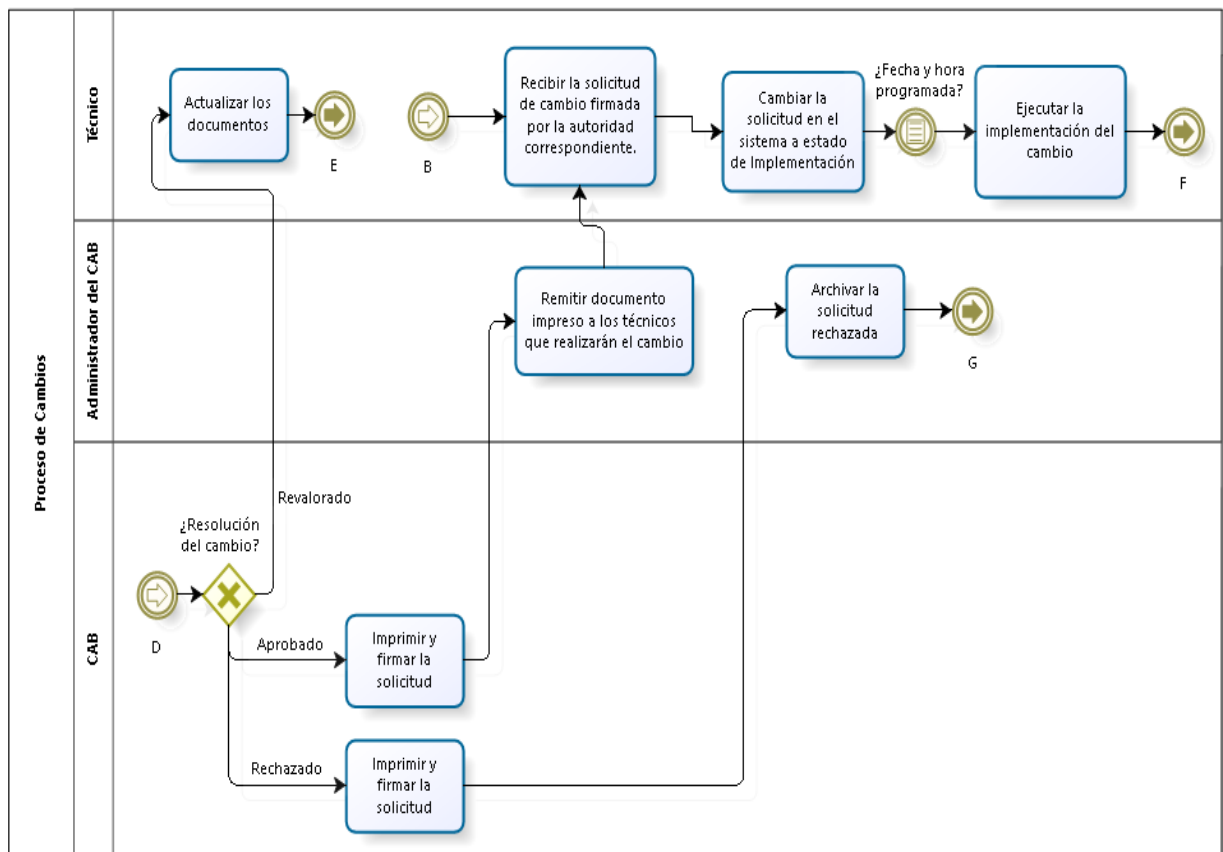 Proceso de Cambios
Técnico
Actualizar los
documentos
E
B
Recibir la solicitud
de cambio firmada
por la autoridad
correspondiente.
Cambiar la
solicitud en el
sistema a estado
de Implementación
¿Fecha y hora
programada?
Ejecutar la
implementación del
cambio
F
Administrador del CAB
Remitir documento
impreso a los técnicos
que realizarán el cambio
Archivar la
solicitud
rechazada
G
CAB
D
¿Resolución
del cambio?
Revalorado
Aprobado
Imprimir y
firmar la
solicitud
Rechazado
Imprimir y
firmar la
solicitud